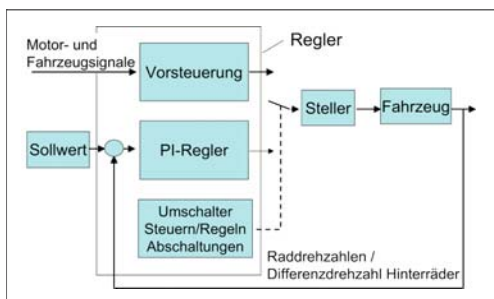 Motor- und
Fahrzeugsignale
Regler
Vorsteuerung
Steller
Fahrzeug
Sollwert
PI-Regler
Umschalter
Steuern/Regeln
Abschaltungen
Raddrehzahlen /
Differenzdrehzahl Hinterräder